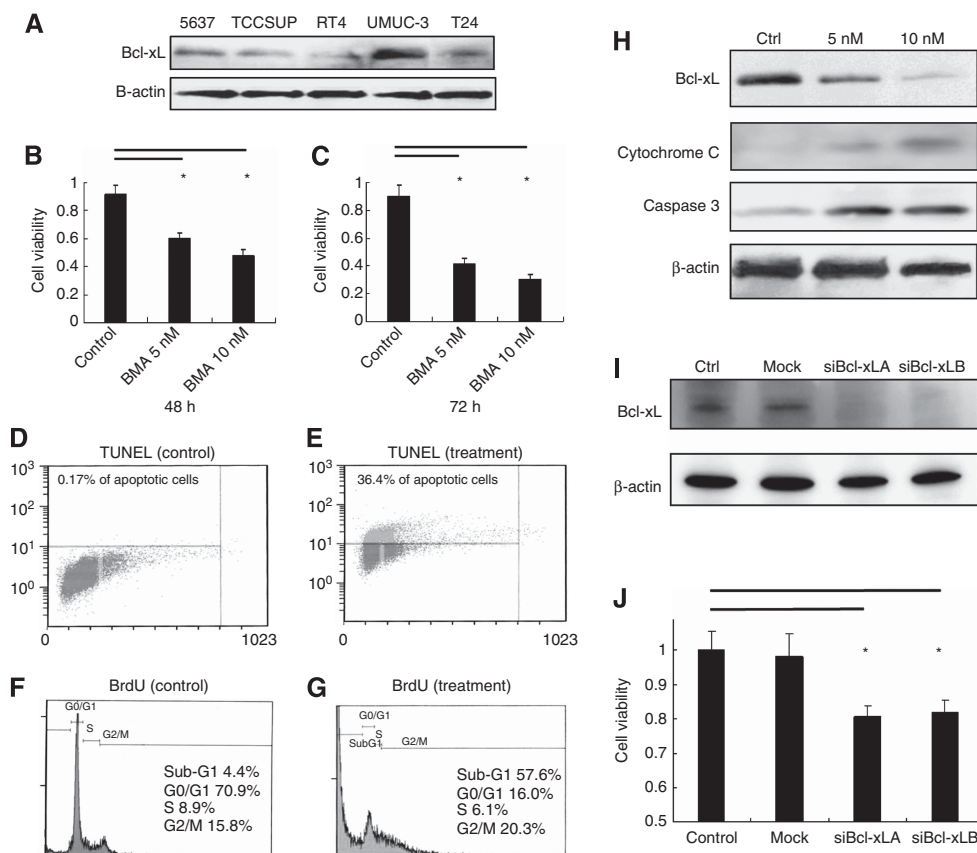 A
5637 TCCSUP RT4 UMUC-3 T24
Bcl-xL
B-actin
B
Cell viability
1
0.8
0.6
0.4
0.2
0
* *
Control
BMA 5 nM
BMA 10 nM
48 h
C
1
0.8
0.6
0.4
0.2
0
* *
Control
BMA 5 nM
BMA 10 nM
72 h
D
TUNEL (control)
0.17% of apoptotic cells
10³
10²
10¹
10⁰
0 1023
E
TUNEL (treatment)
36.4% of apoptotic cells
10³
10²
10¹
10⁰
0 1023
F
BrdU (control)
G0/G1
S
G2/M
Sub-G1 4.4%
G0/G1 70.9%
S 8.9%
G2/M 15.8%
G
BrdU (treatment)
G0/G1
S
SubG1
G2/M
Sub-G1 57.6%
G0/G1 16.0%
S 6.1%
G2/M 20.3%
H
Ctrl 5 nM 10 nM
Bcl-xL
Cytochrome C
Caspase 3
β-actin
I
Ctrl Mock siBcl-xLA siBcl-xLB
Bcl-xL
β-actin
J
Cell viability
1
0.9
0.8
0.7
0.6
0.5
* *
Control Mock siBcl-xLA siBcl-xLB